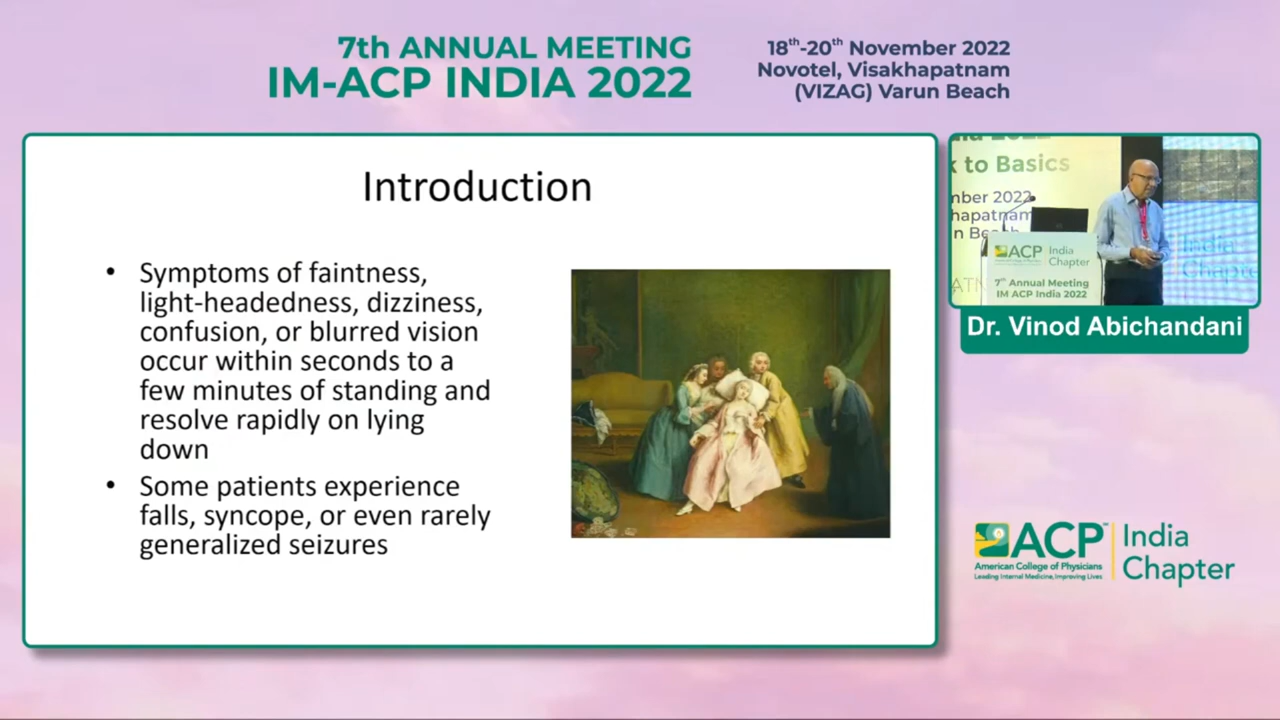 7th ANNUAL MEETING
IM-ACP INDIA 2022
18th-20th November 2022
Novotel, Visakhapatnam
(VIZAG) Varun Beach
Introduction
• Symptoms of faintness,
light-headedness, dizziness,
confusion, or blurred vision
occur within seconds to a
few minutes of standing and
resolve rapidly on lying
down
• Some patients experience
falls, syncope, or even rarely
generalized seizures
k to Basics
mber 2022
hapatnam
n Be
ACP India
Chapter
7th Annual Meeting
IM ACP India 2022
India
Chapte
Dr. Vinod Abichandani
ACP™
American College of Physicians
Leading Internal Medicine, Improving Lives
India
Chapter